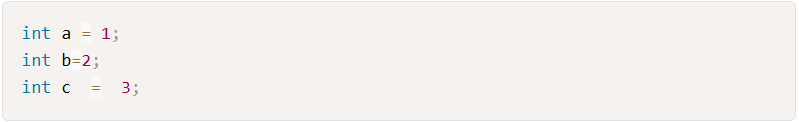 int a = 1;
int b=2;
int c  =  3;